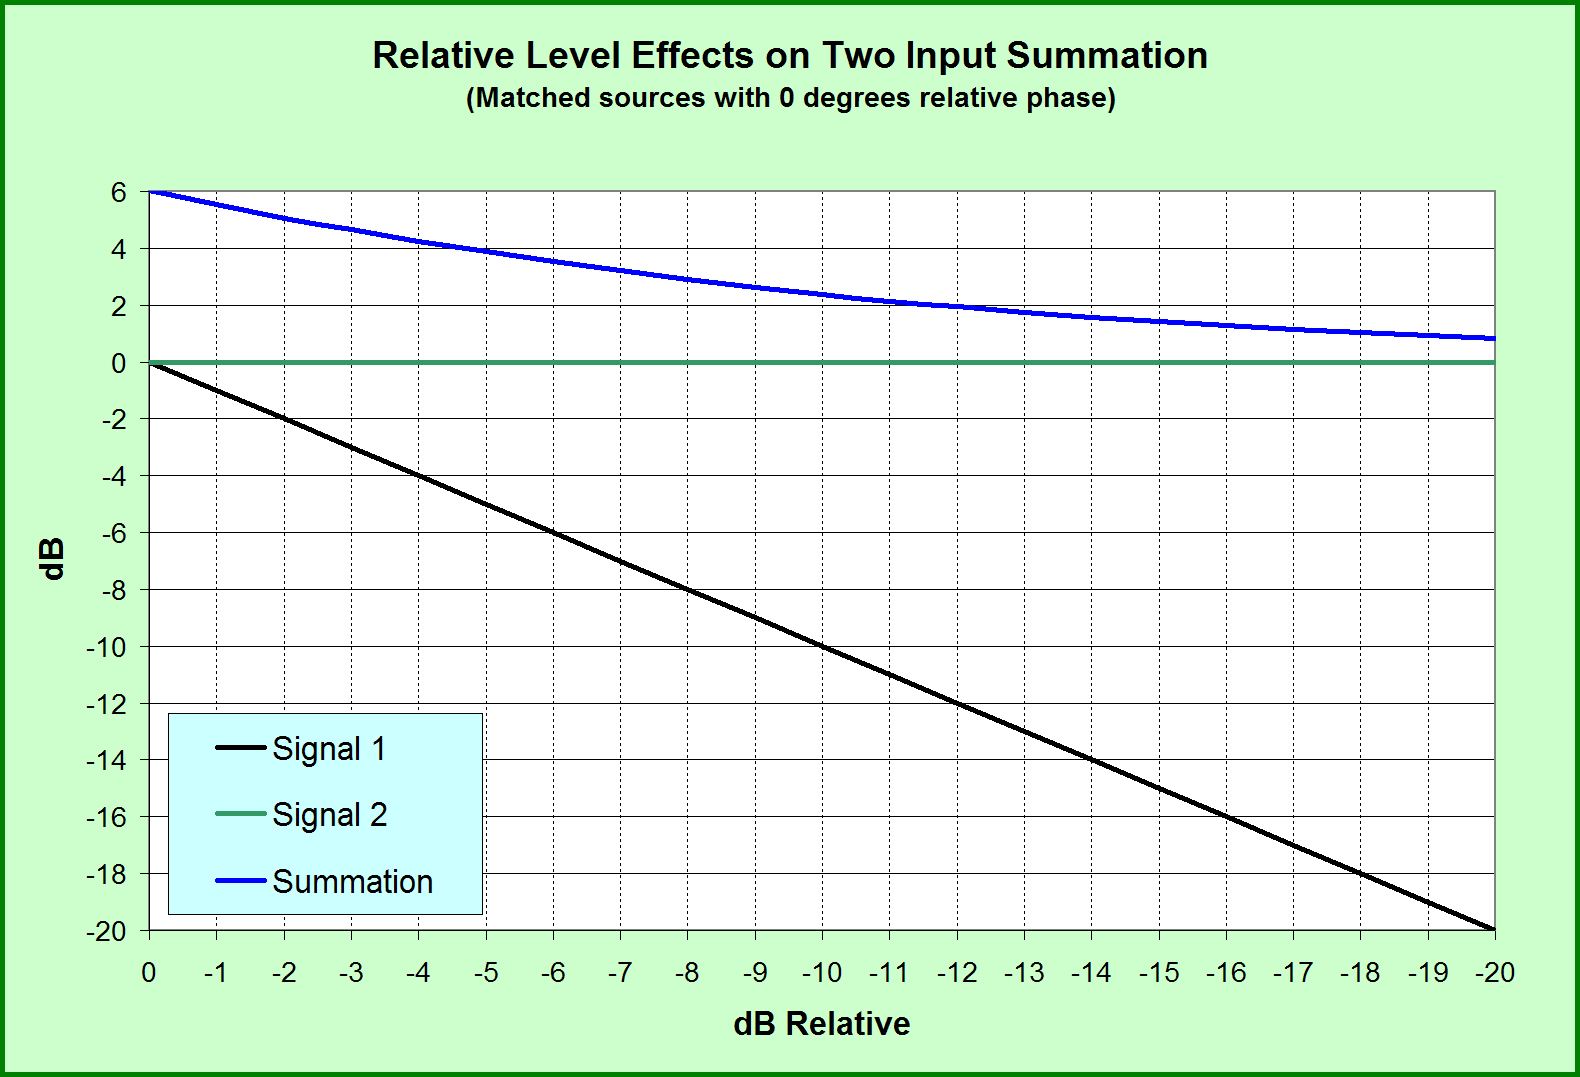 Relative Level Effects on Two Input Summation
(Matched sources with 0 degrees relative phase)
6
4
2
0
-2
-4
-6
-8
-10
-12
-14
-16
-18
-20
dB
Signal 1
Signal 2
Summation
0 -1 -2 -3 -4 -5 -6 -7 -8 -9 -10 -11 -12 -13 -14 -15 -16 -17 -18 -19 -20
dB Relative